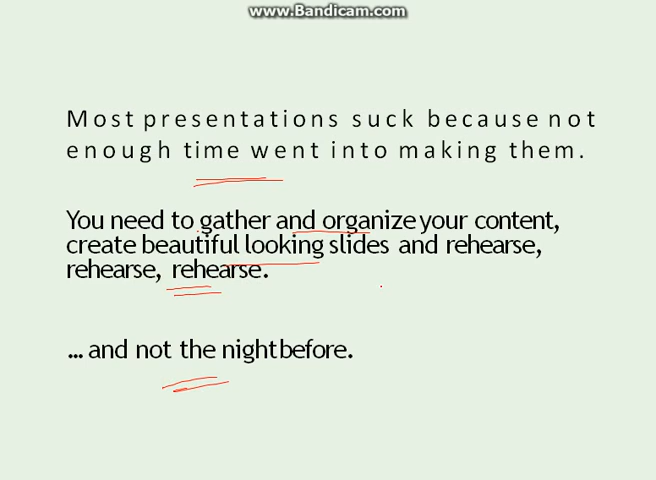 www.Bandicam.com
Most presentations suck because not
enough time went into making them.
You need to gather and organize your content,
create beautiful looking slides and rehearse,
rehearse, rehearse.
... and not the night before.